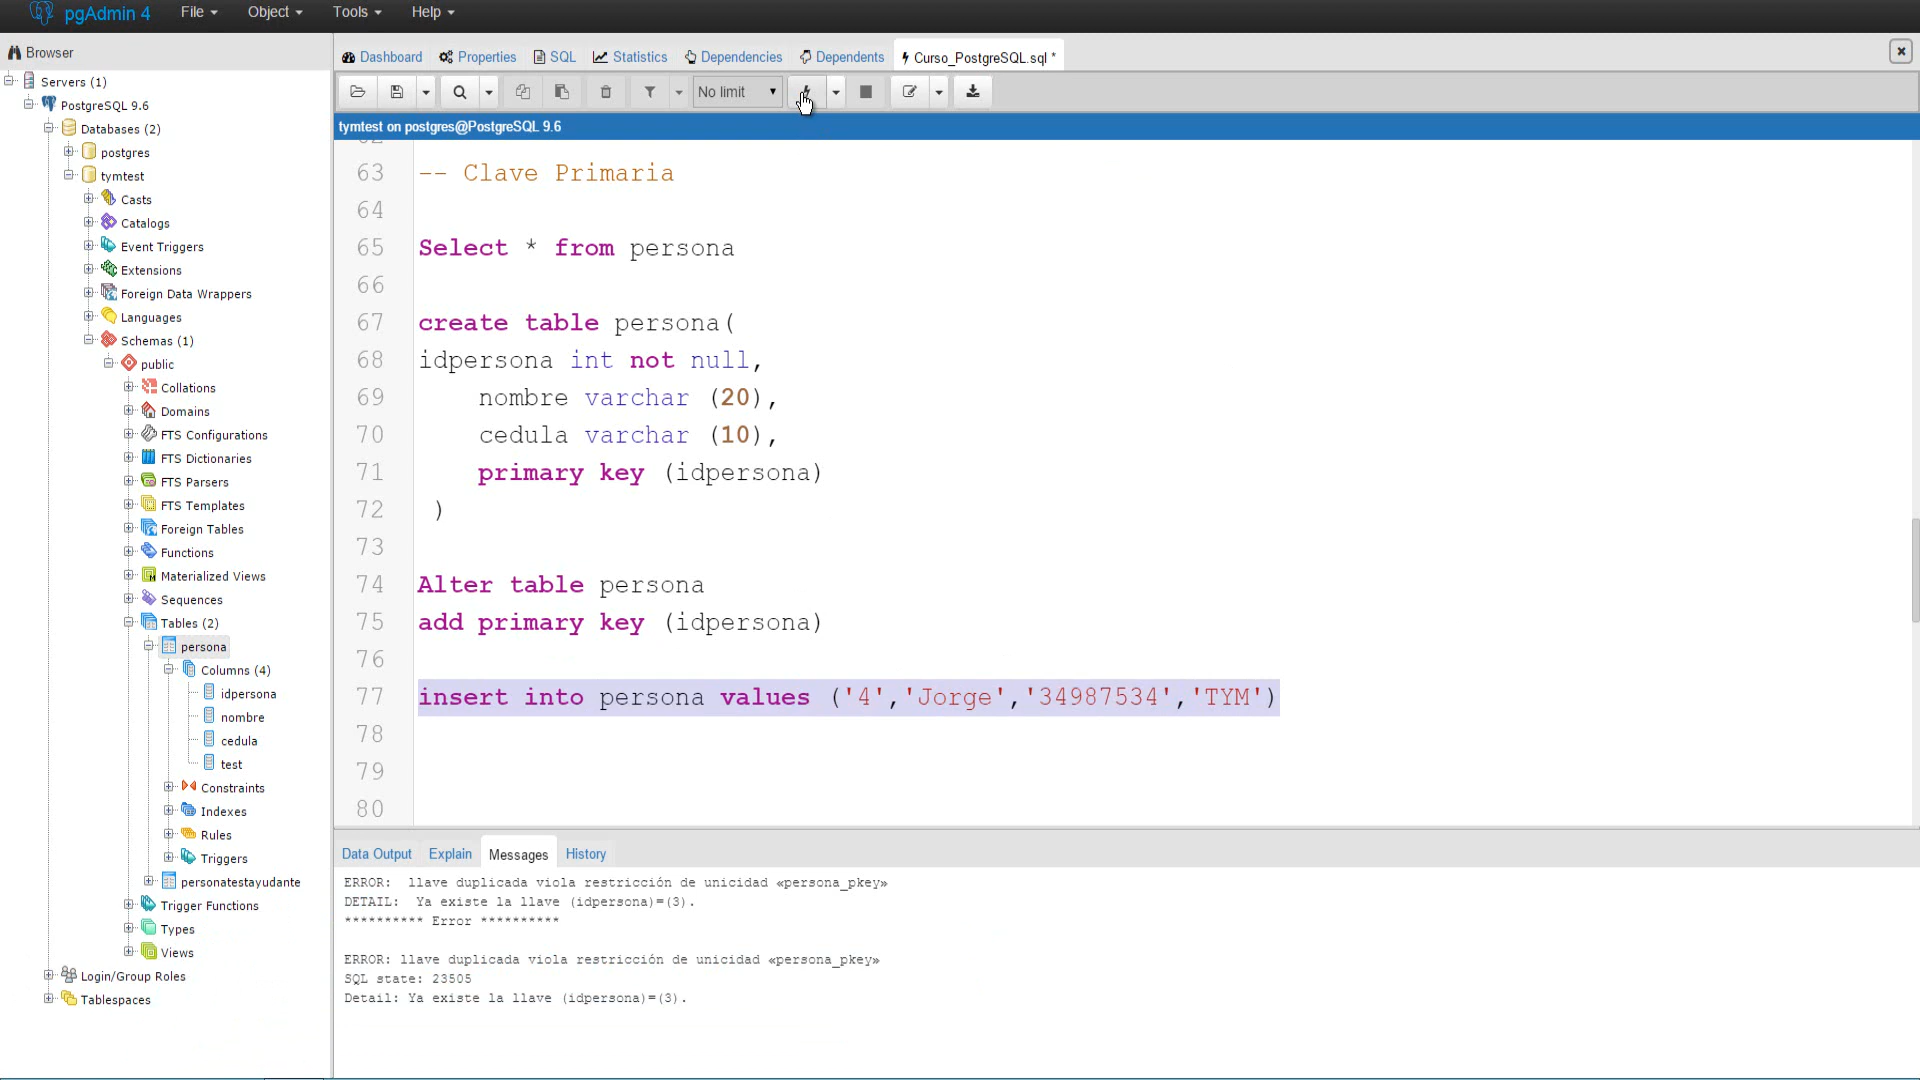 pgAdmin 4 File Object Tools Help
Browser
Dashboard Properties SQL Statistics Dependencies Dependents Curso_PostgreSQL.sql *
No limit
tymtest on postgres@PostgreSQL 9.6
Servers (1)
PostgreSQL 9.6
Databases (2)
postgres
tymtest
Casts
Catalogs
Event Triggers
Extensions
Foreign Data Wrappers
Languages
Schemas (1)
public
Collations
Domains
FTS Configurations
FTS Dictionaries
FTS Parsers
FTS Templates
Foreign Tables
Functions
Materialized Views
Sequences
Tables (2)
persona
Columns (4)
idpersona
nombre
cedula
test
Constraints
Indexes
Rules
Triggers
personatestayudante
Trigger Functions
Types
Views
Login/Group Roles
Tablespaces
63 -- Clave Primaria
64
65 Select * from persona
66
67 create table persona(
68 idpersona int not null,
69 nombre varchar (20),
70 cedula varchar (10),
71 primary key (idpersona)
72 )
73
74 Alter table persona
75 add primary key (idpersona)
76
77 insert into persona values ('4','Jorge','34987534','TYM')
78
79
80
Data Output Explain Messages History
ERROR: llave duplicada viola restricción de unicidad «persona_pkey»
DETAIL: Ya existe la llave (idpersona)=(3).
********** Error **********
ERROR: llave duplicada viola restricción de unicidad «persona_pkey»
SQL state: 23505
Detail: Ya existe la llave (idpersona)=(3).